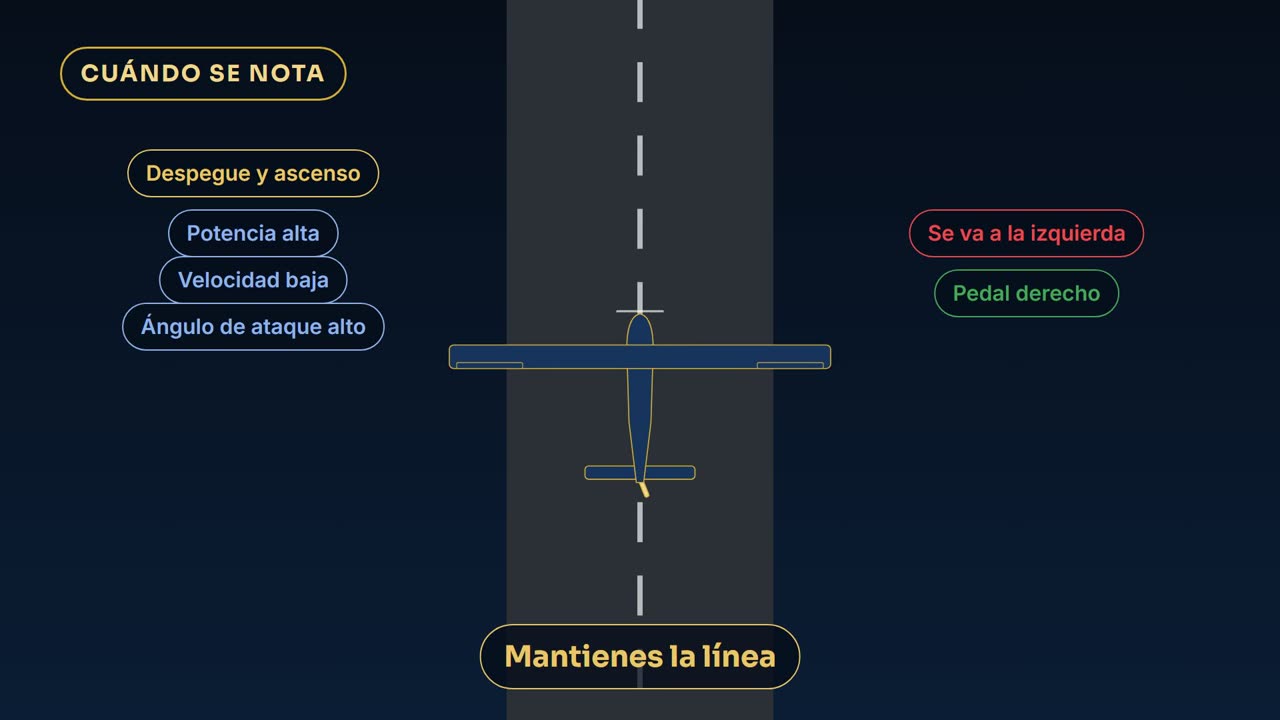 CUÁNDO SE NOTA
Despegue y ascenso
Potencia alta
Velocidad baja
Ángulo de ataque alto
Se va a la izquierda
Pedal derecho
Mantienes la línea